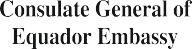 Consulate General of
Equador Embassy